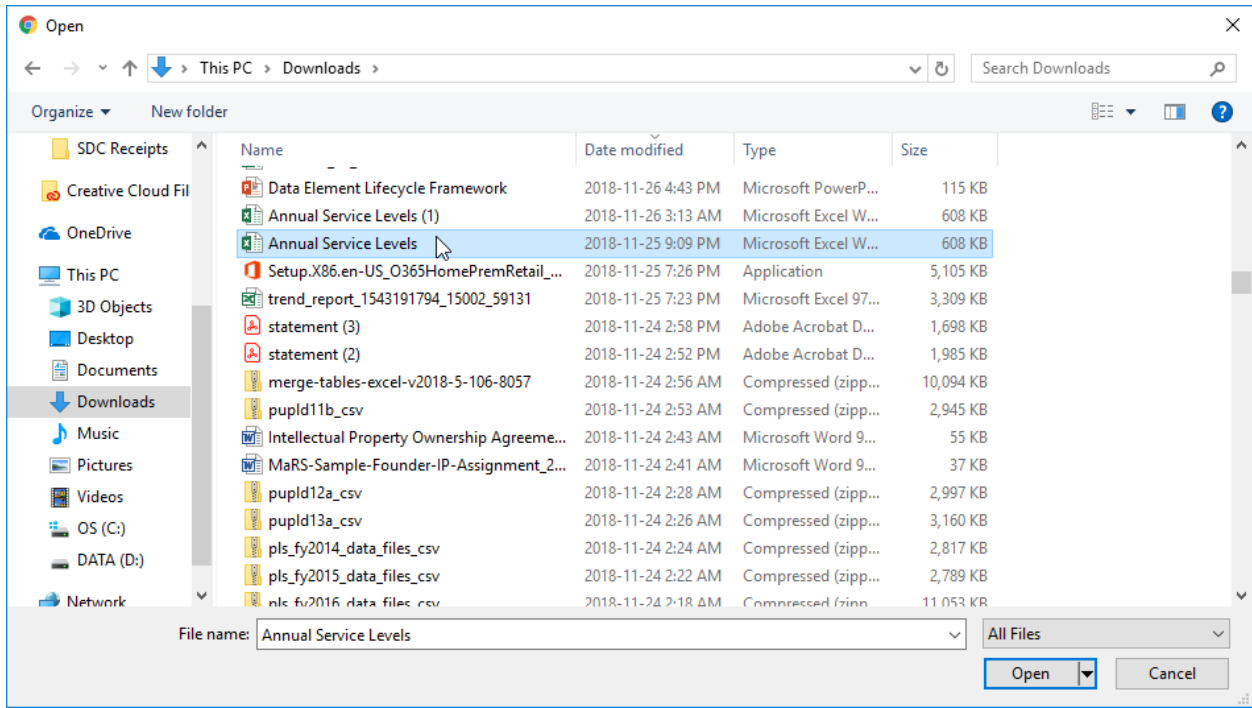 Open
This PC > Downloads >
Search Downloads
Organize
New folder
SDC Receipts
Creative Cloud Fil
OneDrive
This PC
3D Objects
Desktop
Documents
Downloads
Music
Pictures
Videos
OS (C:)
DATA (D:)
Network
Name Date modified Type Size
Data Element Lifecycle Framework 2018-11-26 4:43 PM Microsoft PowerP... 115 KB
Annual Service Levels (1) 2018-11-26 3:13 AM Microsoft Excel W... 608 KB
Annual Service Levels 2018-11-25 9:09 PM Microsoft Excel W... 608 KB
Setup.X86.en-US_O365HomePremRetail_... 2018-11-25 7:26 PM Application 5,105 KB
trend_report_1543191794_15002_59131 2018-11-25 7:23 PM Microsoft Excel 97... 3,309 KB
statement (3) 2018-11-24 2:58 PM Adobe Acrobat D... 1,698 KB
statement (2) 2018-11-24 2:52 PM Adobe Acrobat D... 1,985 KB
merge-tables-excel-v2018-5-106-8057 2018-11-24 2:56 AM Compressed (zipp... 10,094 KB
pupld11b_csv 2018-11-24 2:53 AM Compressed (zipp... 2,945 KB
Intellectual Property Ownership Agreeme... 2018-11-24 2:43 AM Microsoft Word 9... 55 KB
MaRS-Sample-Founder-IP-Assignment_2... 2018-11-24 2:41 AM Microsoft Word 9... 37 KB
pupld12a_csv 2018-11-24 2:28 AM Compressed (zipp... 2,997 KB
pupld13a_csv 2018-11-24 2:26 AM Compressed (zipp... 3,160 KB
pls_fy2014_data_files_csv 2018-11-24 2:24 AM Compressed (zipp... 2,817 KB
pls_fy2015_data_files_csv 2018-11-24 2:22 AM Compressed (zipp... 2,789 KB
pls_fy2016_data_files_csv 2018-11-24 2:18 AM Compressed (zipp... 11,053 KB
File name: Annual Service Levels
All Files
Open
Cancel